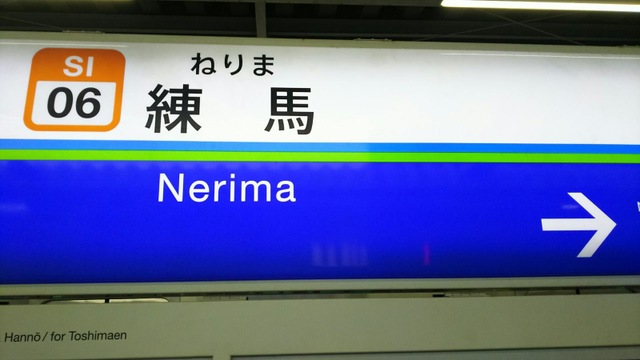 SI
06
ねりま
練馬
Nerima
→
Hannō / for Toshimaen